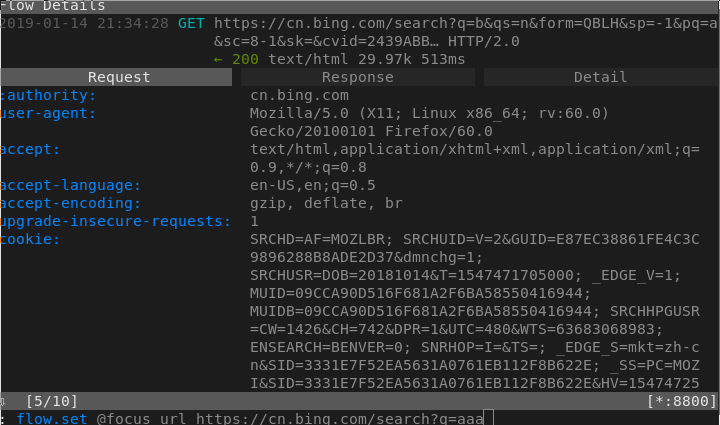 Flow Details
2019-01-14 21:34:28 GET https://cn.bing.com/search?q=b&qs=n&form=QBLH&sp=-1&pq=a
&sc=8-1&sk=&cvid=2439ABB… HTTP/2.0
← 200 text/html 29.97k 513ms
Request Response Detail
:authority: cn.bing.com
user-agent: Mozilla/5.0 (X11; Linux x86_64; rv:60.0)
Gecko/20100101 Firefox/60.0
accept: text/html,application/xhtml+xml,application/xml;q=
0.9,*/*;q=0.8
accept-language: en-US,en;q=0.5
accept-encoding: gzip, deflate, br
upgrade-insecure-requests: 1
cookie: SRCHD=AF=MOZLBR; SRCHUID=V=2&GUID=E87EC38861FE4C3C
9896288B8ADE2D37&dmnchg=1;
SRCHUSR=DOB=20181014&T=1547471705000; _EDGE_V=1;
MUID=09CCA90D516F681A2F6BA58550416944;
MUIDB=09CCA90D516F681A2F6BA58550416944; SRCHHPGUSR
=CW=1426&CH=742&DPR=1&UTC=480&WTS=63683068983;
ENSEARCH=BENVER=0; SNRHOP=I=&TS=; _EDGE_S=mkt=zh-c
n&SID=3331E7F52EA5631A0761EB112F8B622E; _SS=PC=MOZ
I&SID=3331E7F52EA5631A0761EB112F8B622E&HV=15474725
⇩ [5/10] [*:8800]
: flow.set @focus url https://cn.bing.com/search?q=aaa